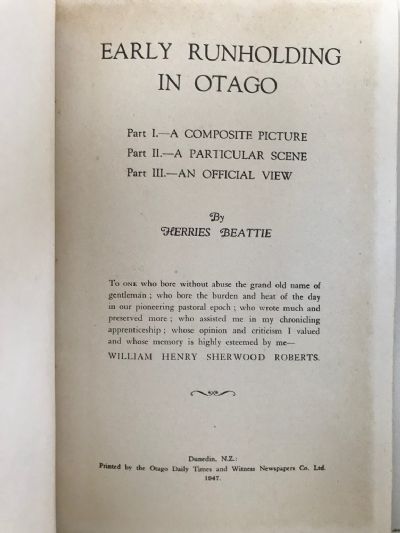 EARLY RUNHOLDING
IN OTAGO
Part I.—A COMPOSITE PICTURE
Part II.—A PARTICULAR SCENE
Part III.—AN OFFICIAL VIEW
By
HERRIES BEATTIE
To one who bore without abuse the grand old name of
gentleman ; who bore the burden and heat of the day
in our pioneering pastoral epoch ; who wrote much and
preserved more ; who assisted me in my chronicling
apprenticeship ; whose opinion and criticism I valued
and whose memory is highly esteemed by me—
WILLIAM HENRY SHERWOOD ROBERTS.
Dunedin, N.Z.:
Printed by the Otago Daily Times and Witness Newspapers Co. Ltd.
1947.